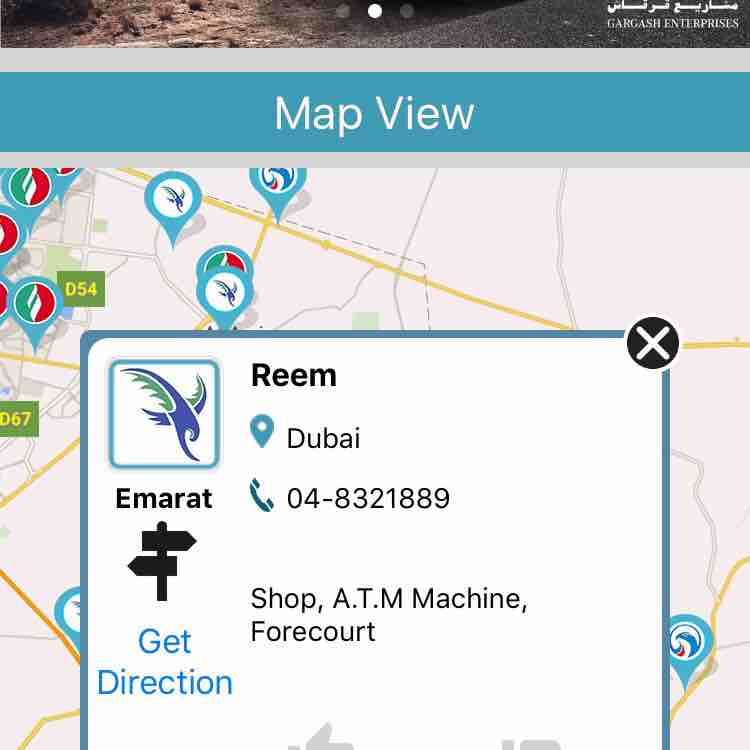 مشاريع قرقاش
GARGASH ENTERPRISES
Map View
D54
D67
Reem
Dubai
Emarat
04-8321889
Shop, A.T.M Machine,
Forecourt
Get
Direction